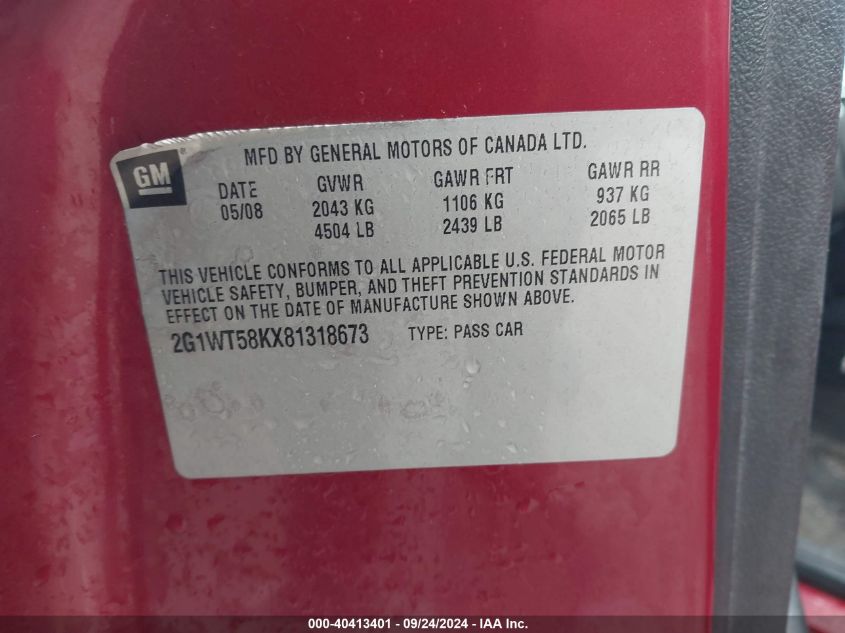 MFD BY GENERAL MOTORS OF CANADA LTD.
GM
DATE GVWR GAWR FRT GAWR RR
05/08 2043 KG 1106 KG 937 KG
4504 LB 2439 LB 2065 LB
THIS VEHICLE CONFORMS TO ALL APPLICABLE U.S. FEDERAL MOTOR
VEHICLE SAFETY, BUMPER, AND THEFT PREVENTION STANDARDS IN
EFFECT ON THE DATE OF MANUFACTURE SHOWN ABOVE.
2G1WT58KX81318673 TYPE: PASS CAR
000-40413401 - 09/24/2024 - IAA Inc.